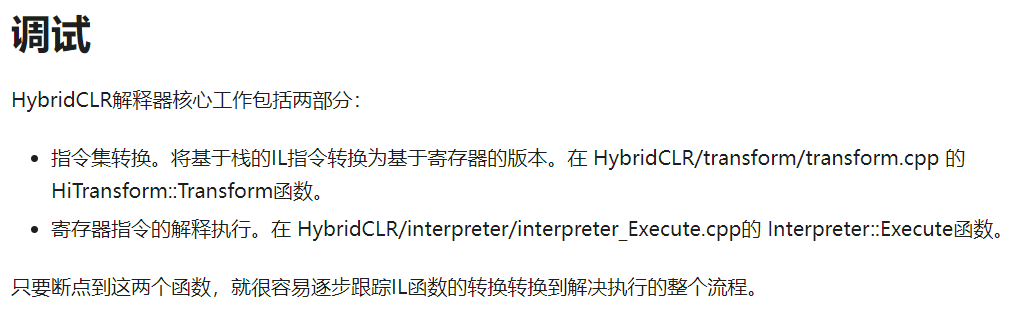 调试
HybridCLR解释器核心工作包括两部分：
• 指令集转换。将基于栈的IL指令转换为基于寄存器的版本。在 HybridCLR/transform/transform.cpp 的
HiTransform::Transform函数。
• 寄存器指令的解释执行。在 HybridCLR/interpreter/interpreter_Execute.cpp的 Interpreter::Execute函数。
只要断点到这两个函数，就很容易逐步跟踪IL函数的转换转换到解决执行的整个流程。